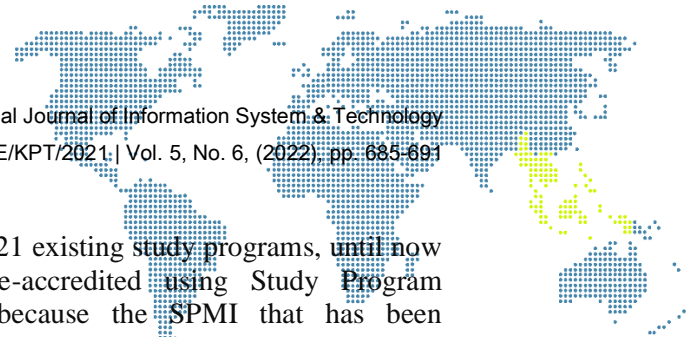 al Journal of Information System & Technology
E/KPT/2021 | Vol. 5, No. 6, (2022), pp. 685-691
21 existing study programs, until now
e-accredited using Study Program
because the SPMI that has been